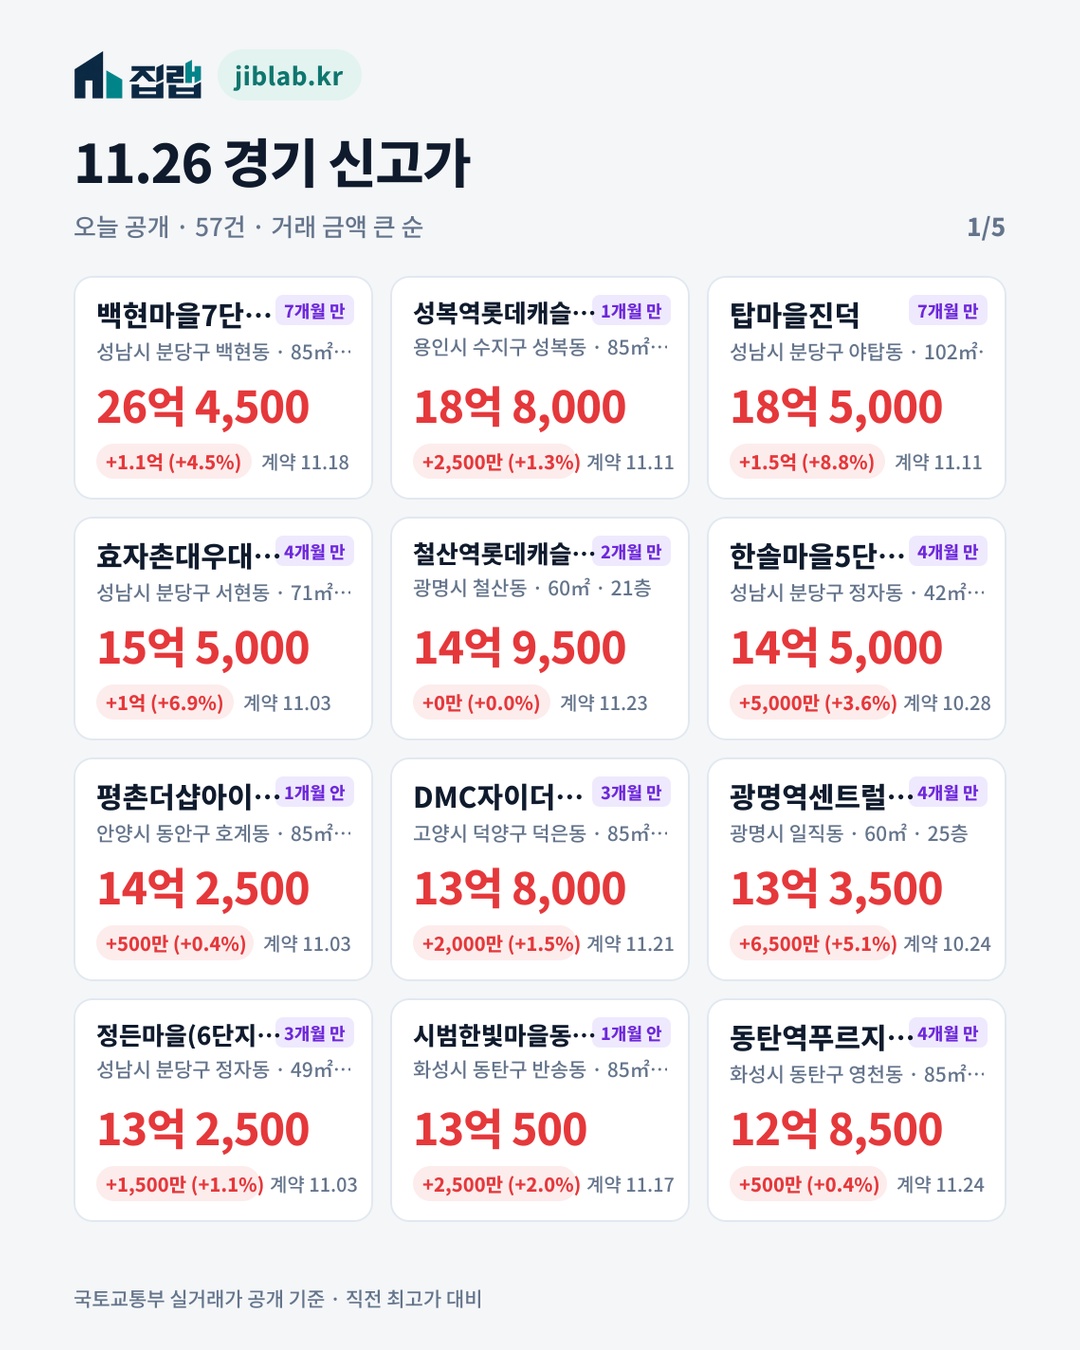 집랩 jiblab.kr
11.26 경기 신고가
오늘 공개 · 57건 · 거래 금액 큰 순
1/5
백현마을7단… 7개월 만
성남시 분당구 백현동 · 85㎡…
26억 4,500
+1.1억 (+4.5%) 계약 11.18
성복역롯데캐슬… 1개월 만
용인시 수지구 성복동 · 85㎡…
18억 8,000
+2,500만 (+1.3%) 계약 11.11
탑마을진덕 7개월 만
성남시 분당구 야탑동 · 102㎡·
18억 5,000
+1.5억 (+8.8%) 계약 11.11
효자촌대우대… 4개월 만
성남시 분당구 서현동 · 71㎡…
15억 5,000
+1억 (+6.9%) 계약 11.03
철산역롯데캐슬… 2개월 만
광명시 철산동 · 60㎡ · 21층
14억 9,500
+0만 (+0.0%) 계약 11.23
한솔마을5단… 4개월 만
성남시 분당구 정자동 · 42㎡…
14억 5,000
+5,000만 (+3.6%) 계약 10.28
평촌더샵아이… 1개월 안
안양시 동안구 호계동 · 85㎡…
14억 2,500
+500만 (+0.4%) 계약 11.03
DMC자이더… 3개월 만
고양시 덕양구 덕은동 · 85㎡…
13억 8,000
+2,000만 (+1.5%) 계약 11.21
광명역센트럴… 4개월 만
광명시 일직동 · 60㎡ · 25층
13억 3,500
+6,500만 (+5.1%) 계약 10.24
정든마을(6단지… 3개월 만
성남시 분당구 정자동 · 49㎡…
13억 2,500
+1,500만 (+1.1%) 계약 11.03
시범한빛마을동… 1개월 안
화성시 동탄구 반송동 · 85㎡…
13억 500
+2,500만 (+2.0%) 계약 11.17
동탄역푸르지… 4개월 만
화성시 동탄구 영천동 · 85㎡…
12억 8,500
+500만 (+0.4%) 계약 11.24
국토교통부 실거래가 공개 기준 · 직전 최고가 대비